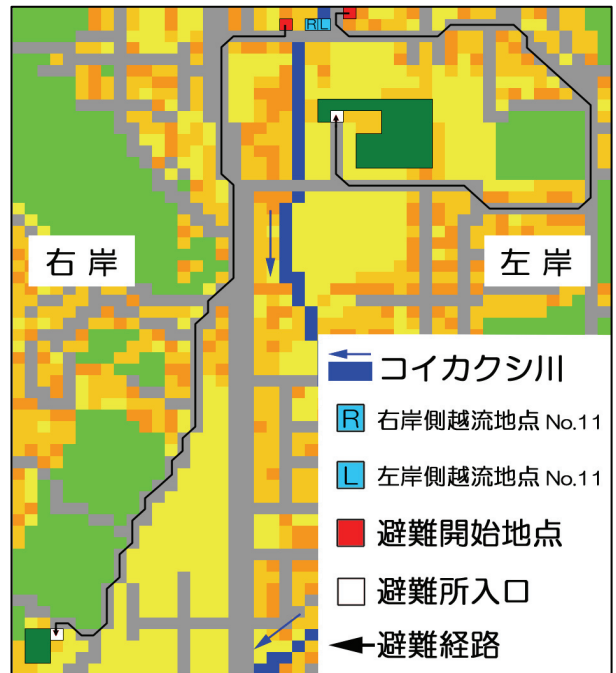 R L
右岸
左岸
コイカクシ川
R 右岸側越流地点 No.11
L 左岸側越流地点 No.11
避難開始地点
避難所入口
避難経路